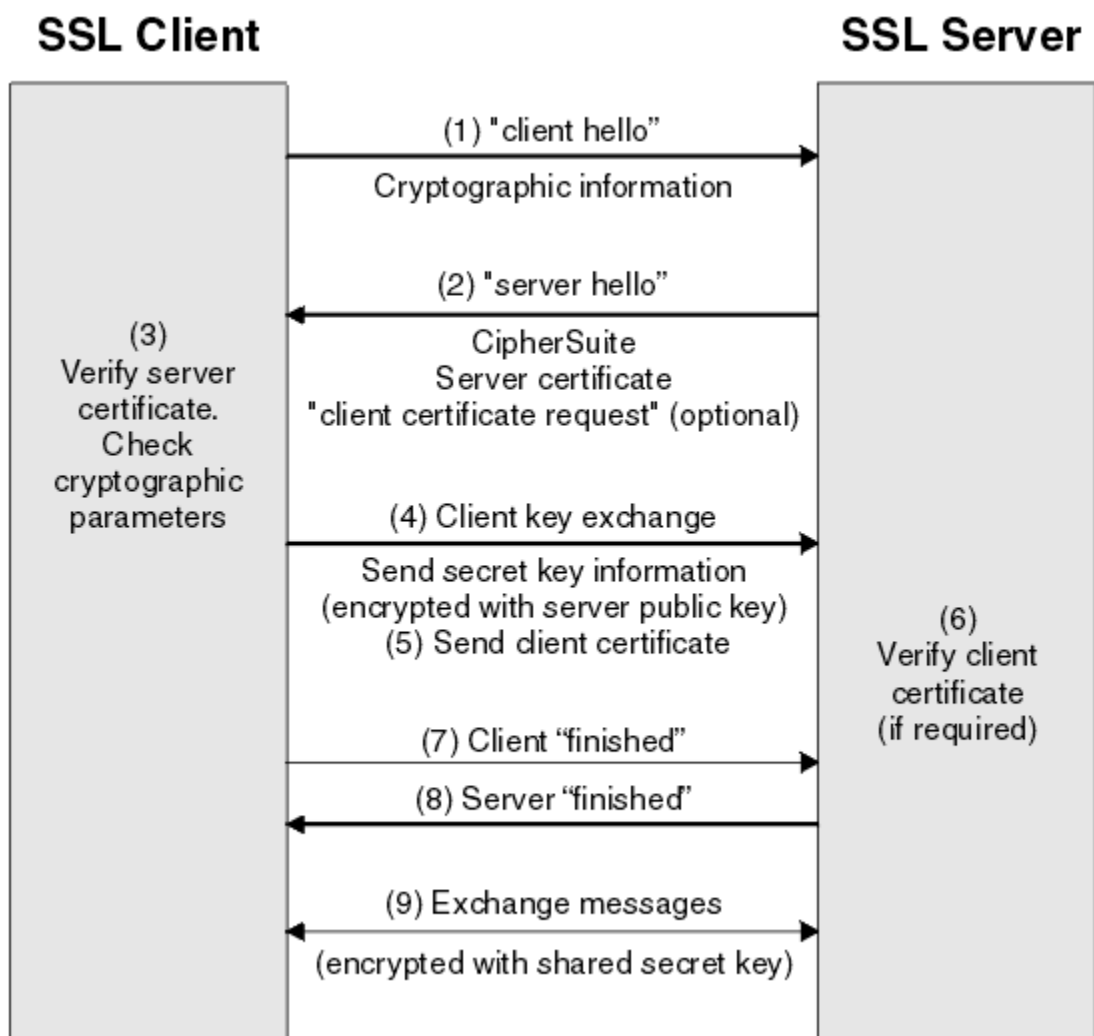 SSL Client
SSL Server
(1) "client hello”
Cryptographic information
(2) "server hello”
CipherSuite
Server certificate
"client certificate request" (optional)
(3)
Verify server
certificate.
Check
cryptographic
parameters
(4) Client key exchange
Send secret key information
(encrypted with server public key)
(5) Send client certificate
(6)
Verify client
certificate
(if required)
(7) Client “finished”
(8) Server “finished”
(9) Exchange messages
(encrypted with shared secret key)